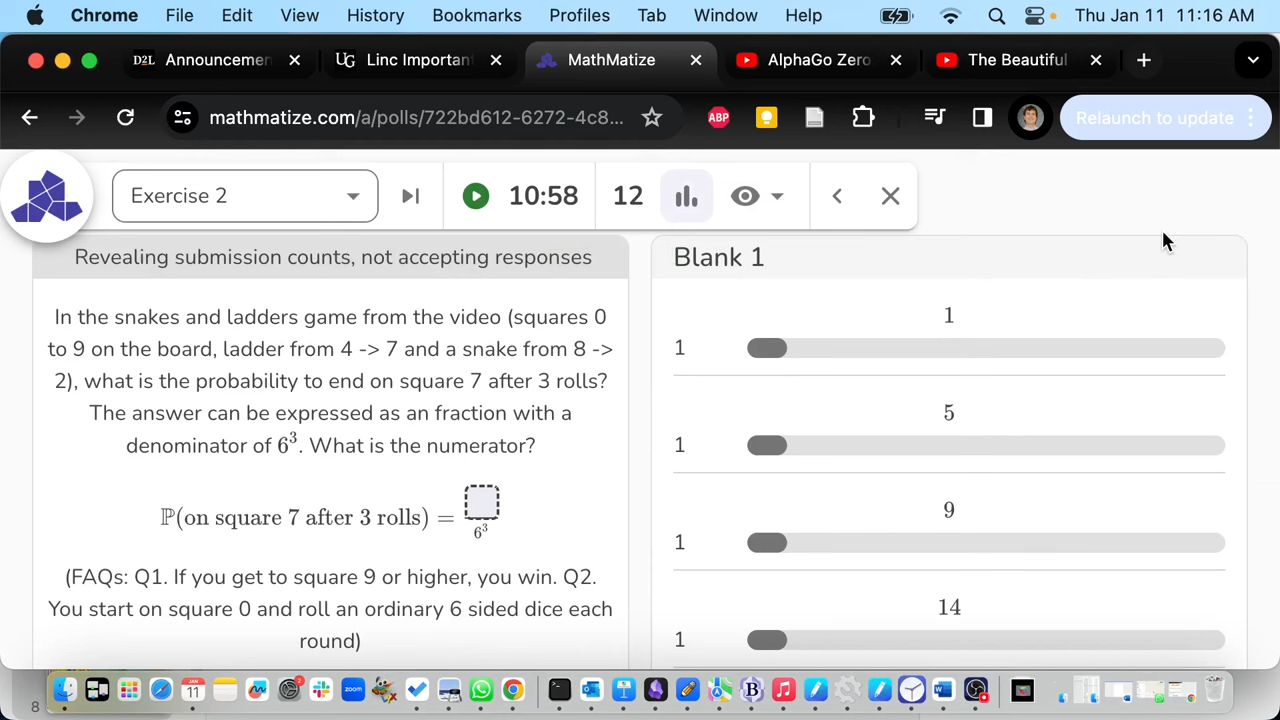 Chrome File Edit View History Bookmarks Profiles Tab Window Help Thu Jan 11 11:16 AM
D2L Announcemen UG Linc Importan MathMatize AlphaGo Zero The Beautiful
mathmatize.com/a/polls/722bd612-6272-4c8... ABP Relaunch to update
Exercise 2 10:58 12
Revealing submission counts, not accepting responses
In the snakes and ladders game from the video (squares 0
to 9 on the board, ladder from 4 -> 7 and a snake from 8 ->
2), what is the probability to end on square 7 after 3 rolls?
The answer can be expressed as an fraction with a
denominator of 6³. What is the numerator?
ℙ(on square 7 after 3 rolls) = 
6³
(FAQs: Q1. If you get to square 9 or higher, you win. Q2.
You start on square 0 and roll an ordinary 6 sided dice each
round)
Blank 1
1
1
5
1
9
1
14
1
11
zoom
8